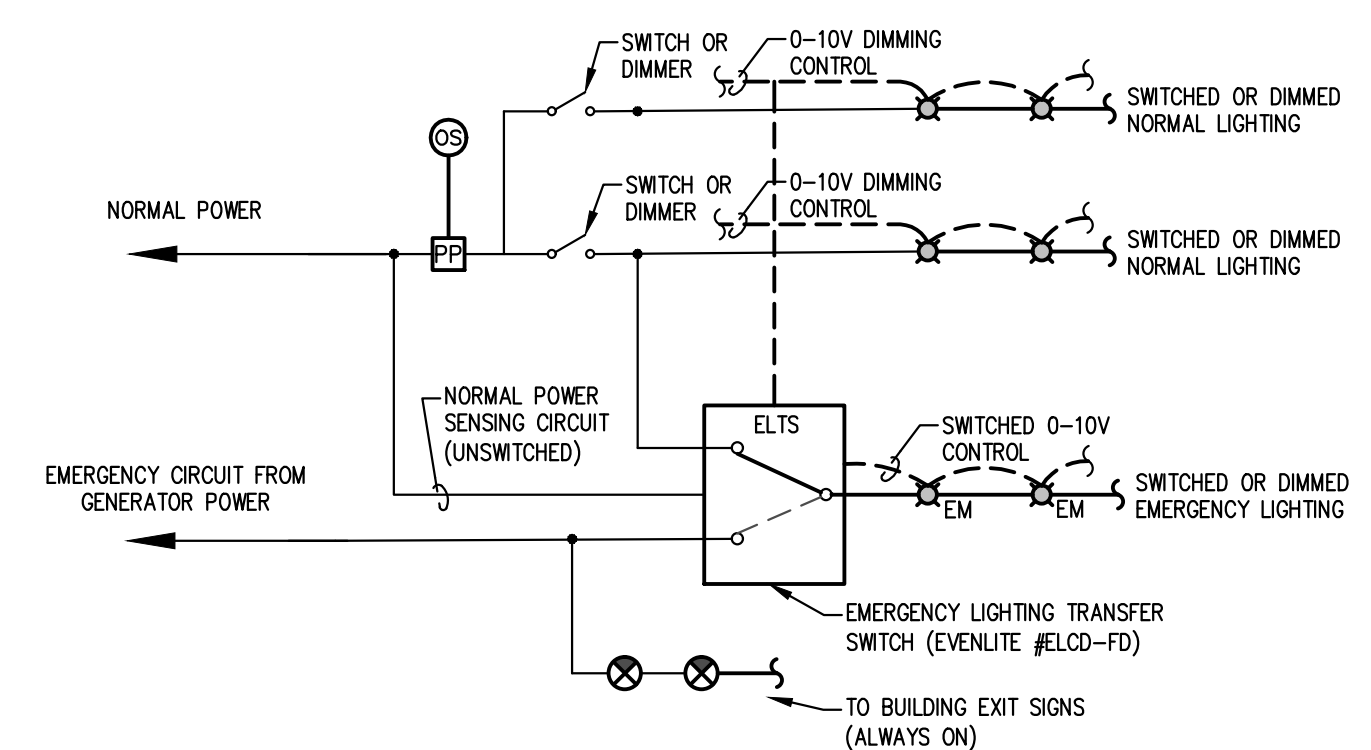 SWITCH OR
DIMMER
0-10V DIMMING
CONTROL
SWITCHED OR DIMMED
NORMAL LIGHTING
OS
NORMAL POWER
PP
SWITCH OR
DIMMER
0-10V DIMMING
CONTROL
SWITCHED OR DIMMED
NORMAL LIGHTING
NORMAL POWER
SENSING CIRCUIT
(UNSWITCHED)
ELTS
SWITCHED 0-10V
CONTROL
EMERGENCY CIRCUIT FROM
GENERATOR POWER
EM
EM
SWITCHED OR DIMMED
EMERGENCY LIGHTING
EMERGENCY LIGHTING TRANSFER
SWITCH (EVENLITE #ELCD-FD)
TO BUILDING EXIT SIGNS
(ALWAYS ON)